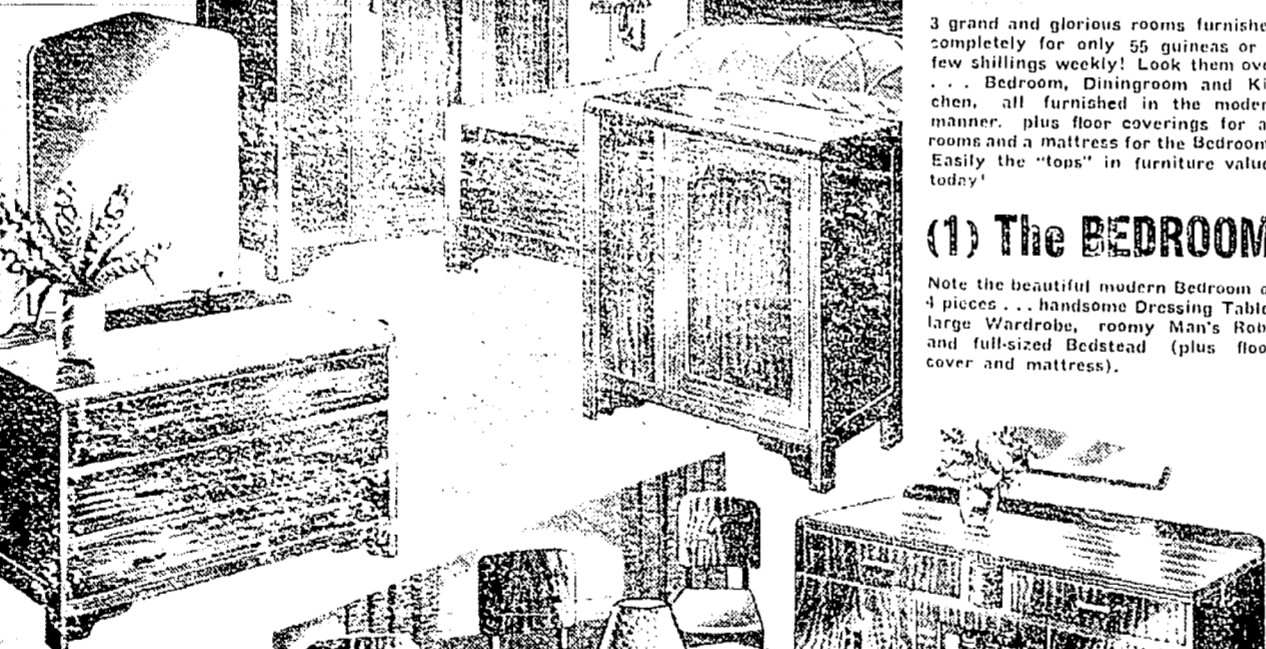 3 grand and glorious rooms furnishe
completely for only 55 guineas or
few shillings weekly! Look them ove
. . . Bedroom, Diningroom and Ki
chen, all furnished in the moder
manner. plus floor coverings for a
rooms and a mattress for the Bedroom
Easily the "tops" in furniture value
today!
(1) The BEDROOM
Note the beautiful modern Bedroom o
4 pieces . . . handsome Dressing Table
large Wardrobe, roomy Man's Rob
and full-sized Bedstead (plus floo
cover and mattress).